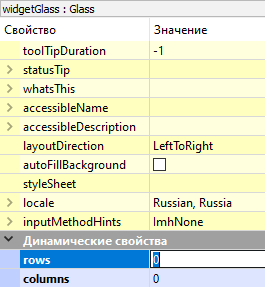 widgetGlass : Glass
Свойство Значение
toolTipDuration -1
statusTip
whatsThis
accessibleName
accessibleDescription
layoutDirection LeftToRight
autoFillBackground
styleSheet
locale Russian, Russia
inputMethodHints ImhNone
Динамические свойства
rows 0
columns 0